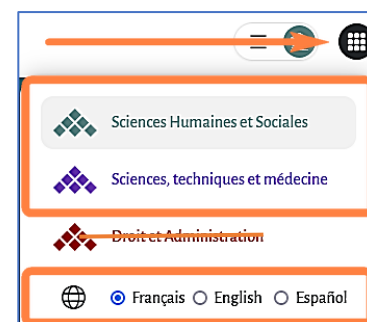 Sciences Humaines et Sociales
Sciences, techniques et médecine
Droit et Administration
Français English Español